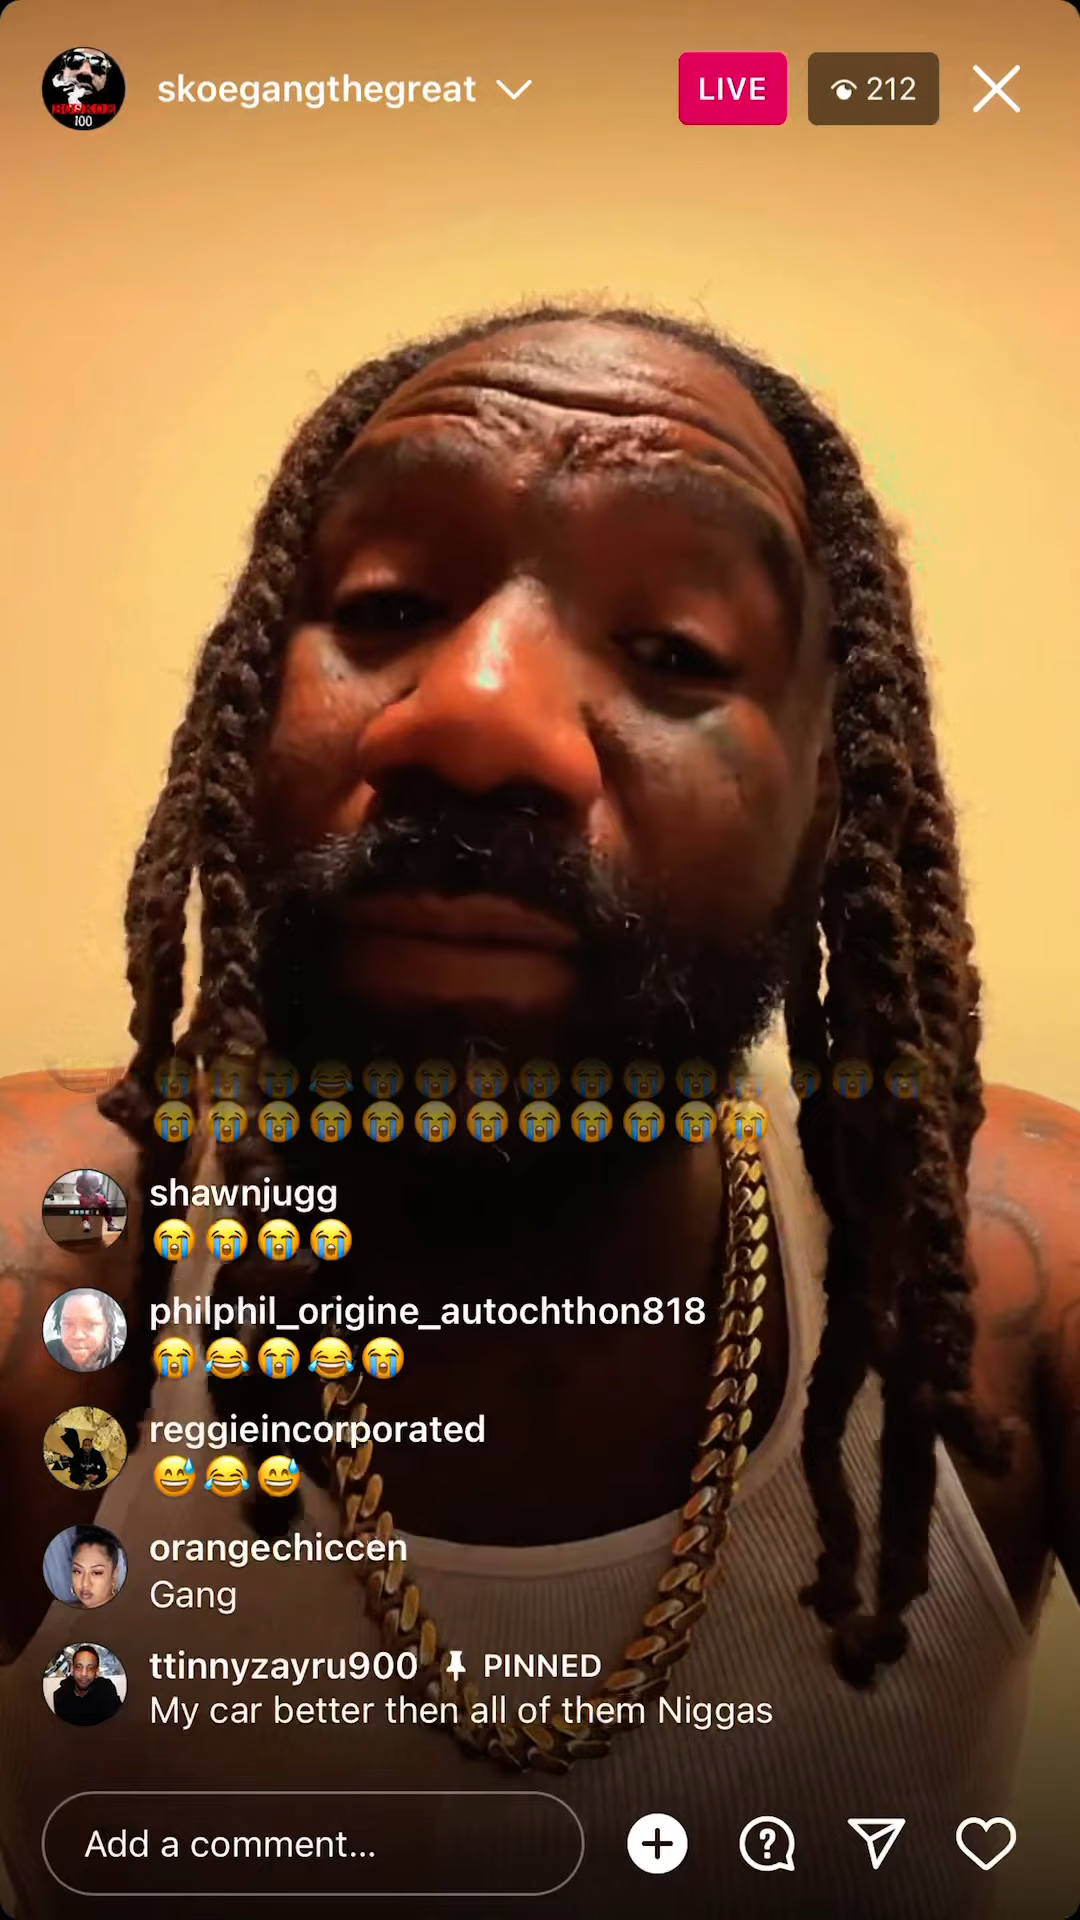 skoegangthegreat
LIVE
212
100
😭😭😭😂😭😭😭😭😭😭😭😭😭😭😭
😭😭😭😭😭😭😭😭😭😭😭😭
shawnjugg
😭😭😭😭
philphil_origine_autochthon818
😭😂😭😂😭
reggieincorporated
😅😂😅
orangechiccen
Gang
ttinnyzayru900 PINNED
My car better then all of them Niggas
Add a comment...